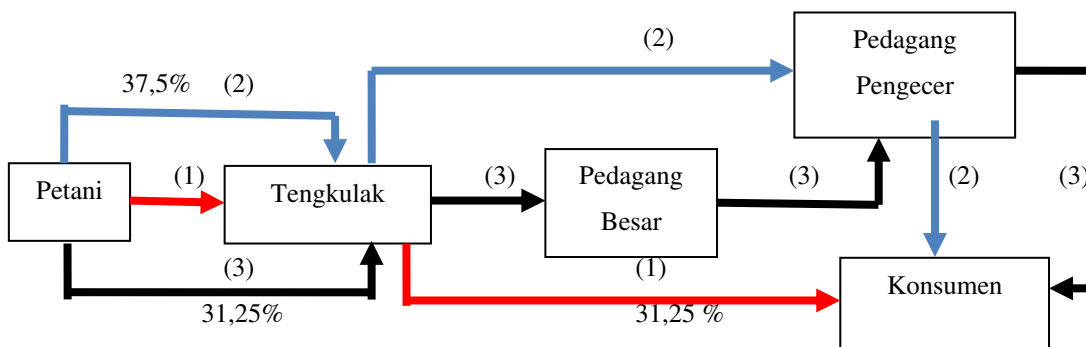 (2)
Pedagang
Pengecer
37,5%
(2)
Petani
(1)
Tengkulak
(3)
Pedagang
Besar
(3)
(2)
(3)
(3)
31,25%
(1)
31,25 %
Konsumen